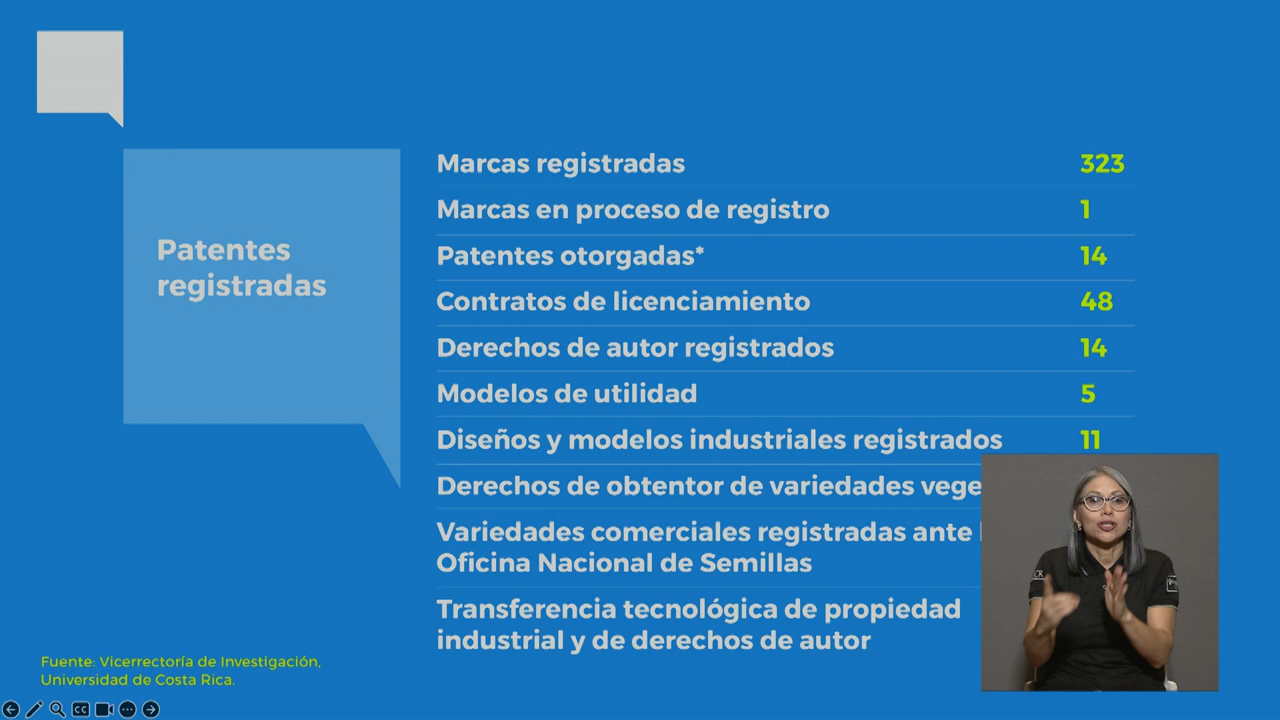 Patentes
registradas
Marcas registradas 323
Marcas en proceso de registro 1
Patentes otorgadas* 14
Contratos de licenciamiento 48
Derechos de autor registrados 14
Modelos de utilidad 5
Diseños y modelos industriales registrados 11
Derechos de obtentor de variedades
Variedades comerciales registradas ante
Oficina Nacional de Semillas
Transferencia tecnológica de propiedad
industrial y de derechos de autor
Fuente: Vicerrectoría de Investigación,
Universidad de Costa Rica.